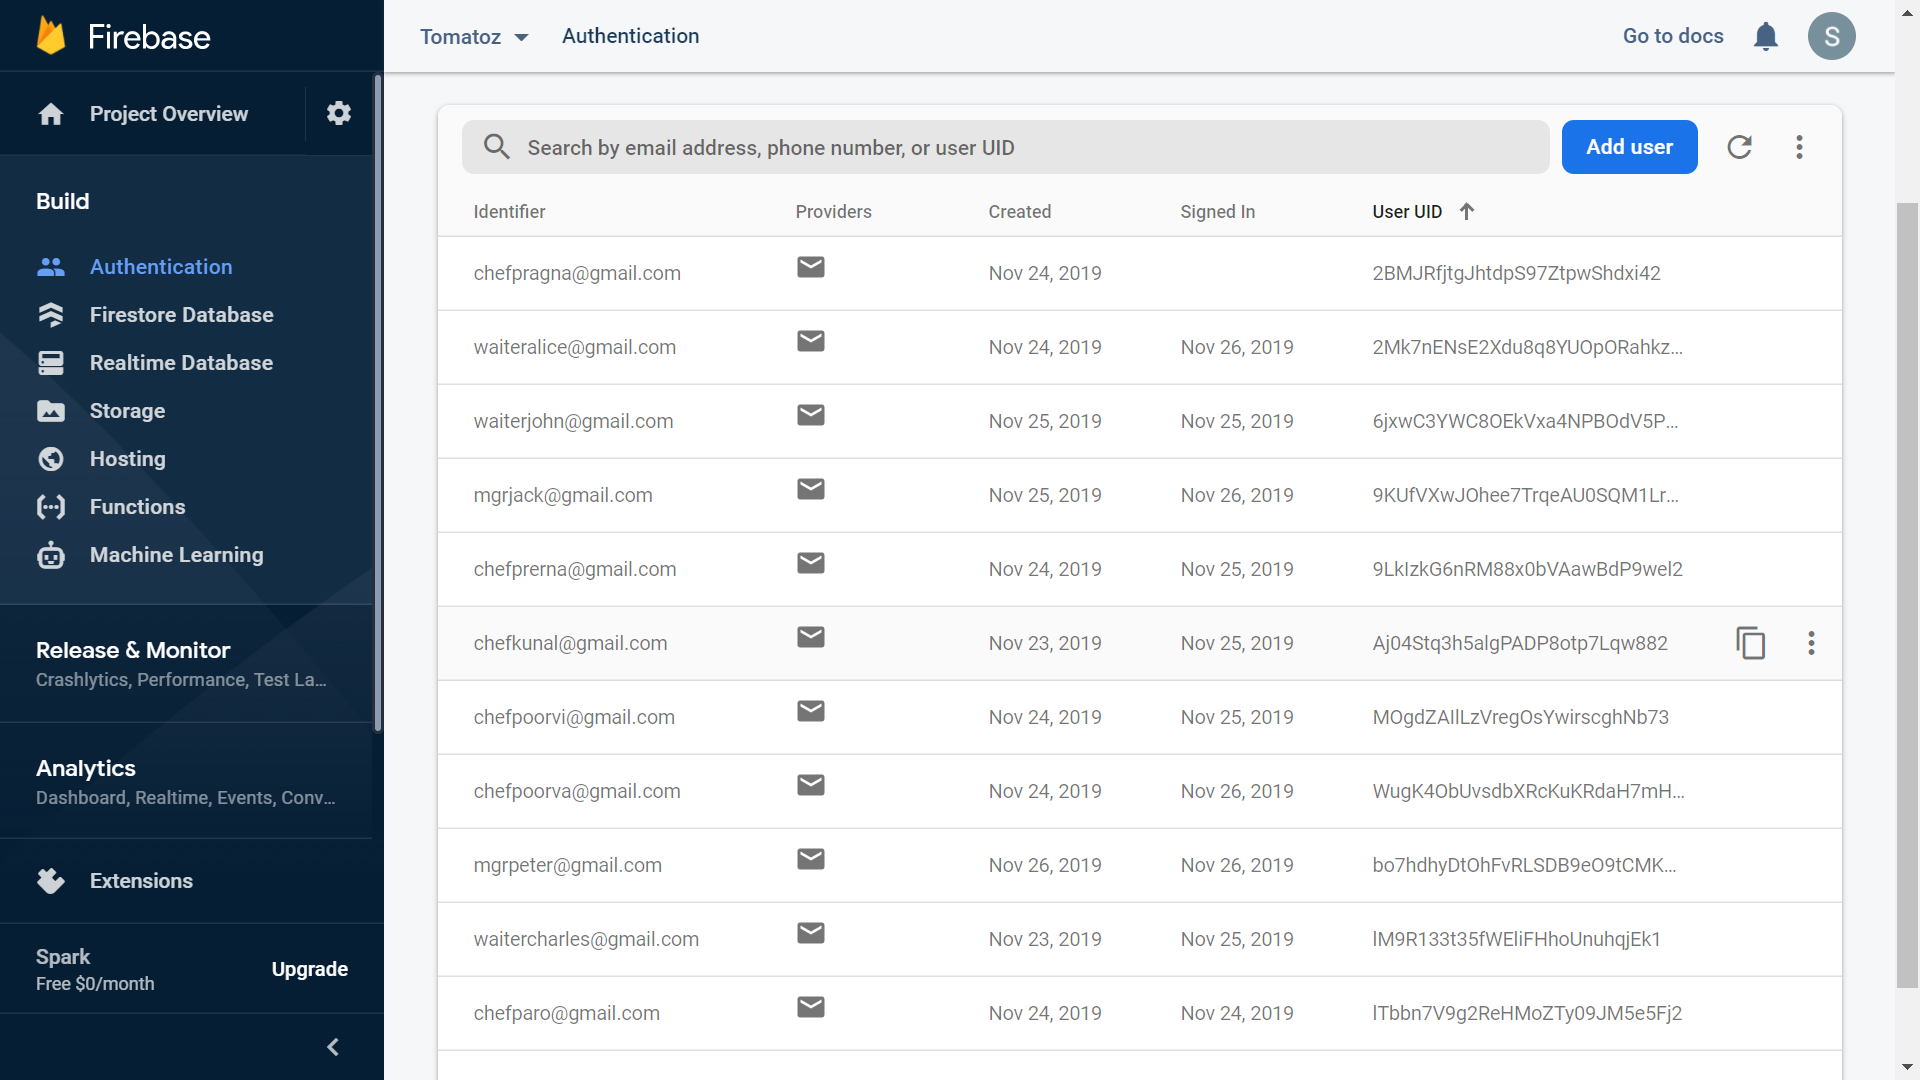 Firebase
Project Overview
Build
Authentication
Firestore Database
Realtime Database
Storage
Hosting
Functions
Machine Learning
Release & Monitor
Crashlytics, Performance, Test La...
Analytics
Dashboard, Realtime, Events, Conv...
Extensions
Spark
Free $0/month
Upgrade
Tomatoz
Authentication
Go to docs
S
Search by email address, phone number, or user UID
Add user
Identifier Providers Created Signed In User UID
chefpragna@gmail.com Nov 24, 2019 2BMJRfjtgJhtdpS97ZtpwShdxi42
waiteralice@gmail.com Nov 24, 2019 Nov 26, 2019 2Mk7nENsE2Xdu8q8YUOpORahkz...
waiterjohn@gmail.com Nov 25, 2019 Nov 25, 2019 6jxwC3YWC8OEkVxa4NPBOdV5P...
mgrjack@gmail.com Nov 25, 2019 Nov 26, 2019 9KUfVXwJOhee7TrqeAU0SQM1Lr...
chefprerna@gmail.com Nov 24, 2019 Nov 25, 2019 9LkIzkG6nRM88x0bVAawBdP9wel2
chefkunal@gmail.com Nov 23, 2019 Nov 25, 2019 Aj04Stq3h5algPADP8otp7Lqw882
chefpoorvi@gmail.com Nov 24, 2019 Nov 25, 2019 MOgdZAIlLzVregOsYwirscghNb73
chefpoorva@gmail.com Nov 24, 2019 Nov 26, 2019 WugK4ObUvsdbXRcKuKRdaH7mH...
mgrpeter@gmail.com Nov 26, 2019 Nov 26, 2019 bo7hdhyDtOhFvRLSDB9eO9tCMK...
waitercharles@gmail.com Nov 23, 2019 Nov 25, 2019 lM9R133t35fWEliFHhoUnuhqjEk1
chefparo@gmail.com Nov 24, 2019 Nov 24, 2019 lTbbn7V9g2ReHMoZTy09JM5e5Fj2